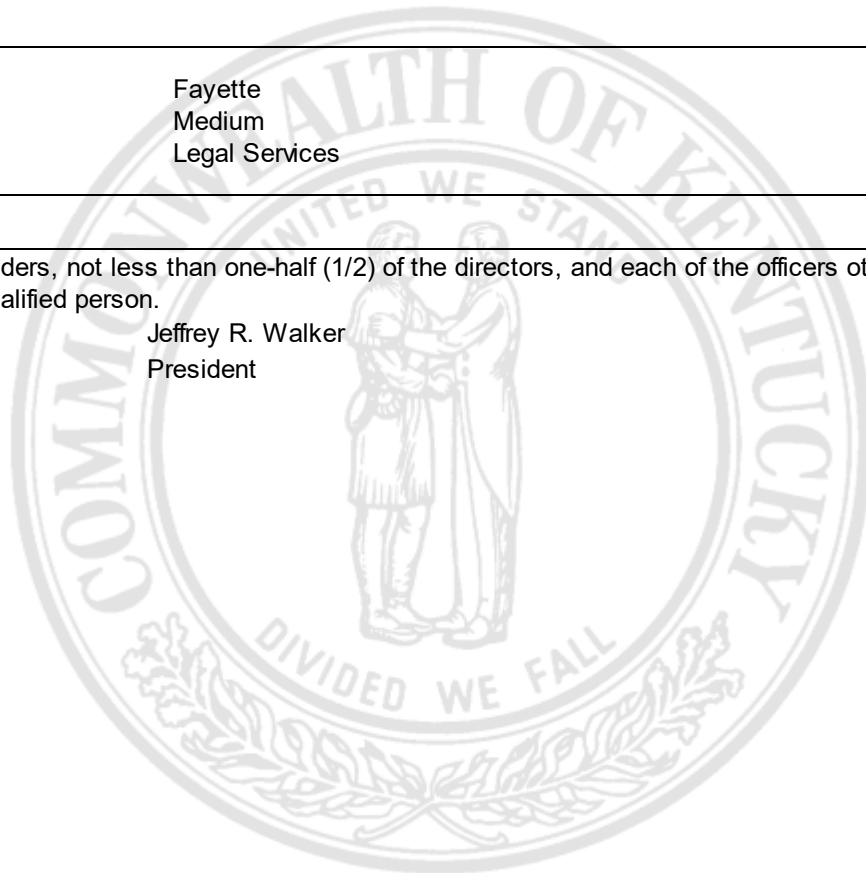 Fayette
Medium
Legal Services
ders, not less than one-half (1/2) of the directors, and each of the officers ot
alified person.
Jeffrey R. Walker
President
COMMONWEALTH OF KENTUCKY
UNITED WE STAND
DIVIDED WE FALL